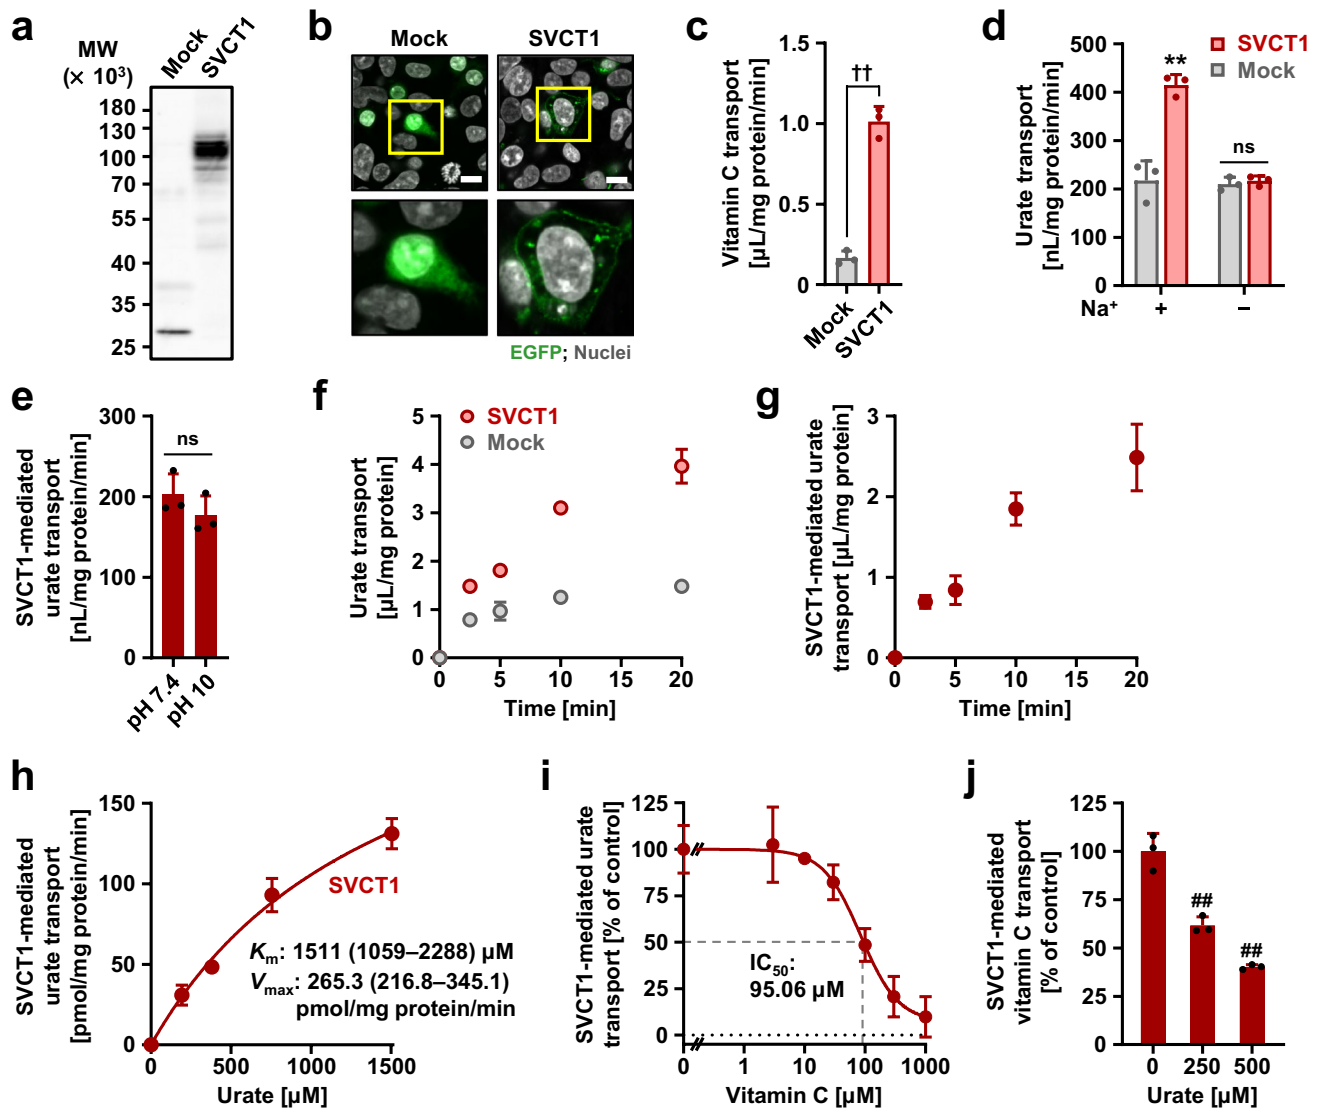 a
MW
(× 10³)
Mock
SVCT1
180
130
100
70
55
40
35
25
b
Mock
SVCT1
EGFP; Nuclei
c
Vitamin C transport
[µL/mg protein/min]
1.5
1.0
0.5
0
††
Mock
SVCT1
d
Urate transport
[nL/mg protein/min]
500
400
300
200
100
0
SVCT1
Mock
**
ns
Na⁺
+
−
e
SVCT1-mediated
urate transport
[nL/mg protein/min]
300
200
100
0
ns
pH 7.4
pH 10
f
Urate transport
[µL/mg protein]
5
4
3
2
1
0
SVCT1
Mock
0 5 10 15 20
Time [min]
g
SVCT1-mediated urate
transport [µL/mg protein]
3
2
1
0
0 5 10 15 20
Time [min]
h
SVCT1-mediated
urate transport
[pmol/mg protein/min]
150
100
50
0
SVCT1
Km: 1511 (1059–2288) µM
Vmax: 265.3 (216.8–345.1)
pmol/mg protein/min
0 500 1000 1500
Urate [µM]
i
SVCT1-mediated urate
transport [% of control]
125
100
75
50
25
0
IC50:
95.06 µM
0 1 10 100 1000
Vitamin C [µM]
j
SVCT1-mediated
vitamin C transport
[% of control]
125
100
75
50
25
0
##
##
0 250 500
Urate [µM]